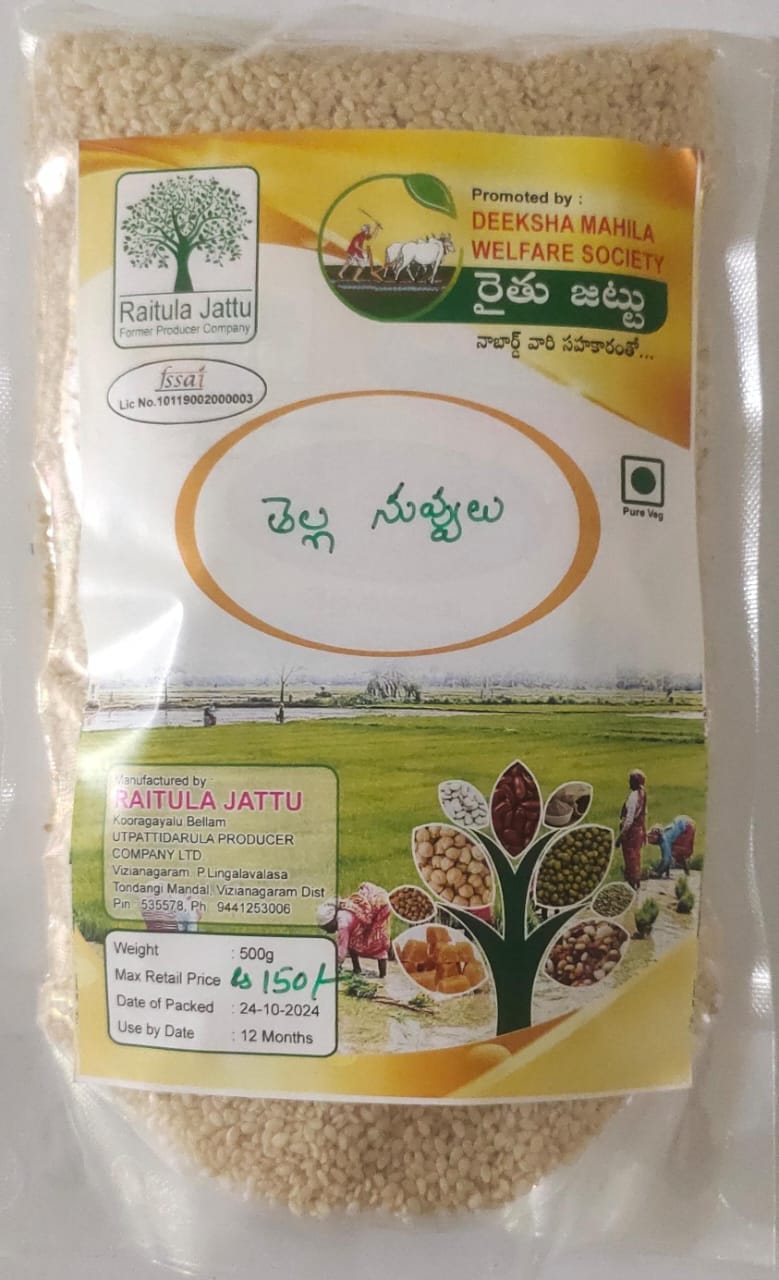 Raitula Jattu
Former Producer Company
Promoted by :
DEEKSHA MAHILA
WELFARE SOCIETY
రైతు జట్టు
నాబార్డ్ వారి సహకారంతో...
fssai
Lic No.10119002000003
తెల్ల నువ్వులు
Pure Veg
Manufactured by :
RAITULA JATTU
Kooragayalu Bellam
UTPATTIDARULA PRODUCER
COMPANY LTD
Vizianagaram. P.Lingalavalasa
Tondangi Mandal, Vizianagaram Dist
Pin : 535578, Ph : 9441253006
Weight : 500g
Max Retail Price Rs 150/-
Date of Packed : 24-10-2024
Use by Date : 12 Months